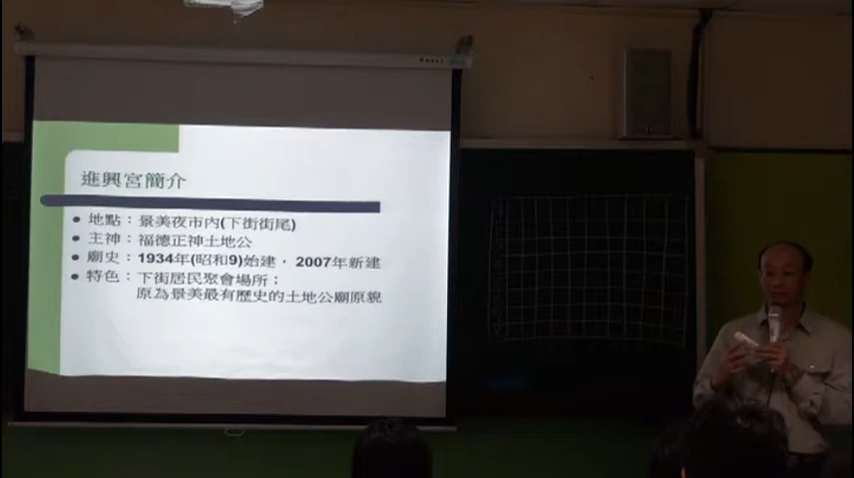 進興宮簡介
地點：景美夜市內(下街街尾)
主神：福德正神土地公
廟史：1934年(昭和9)始建，2007年新建
特色：下街居民聚會場所；
原為景美最有歷史的土地公廟原貌